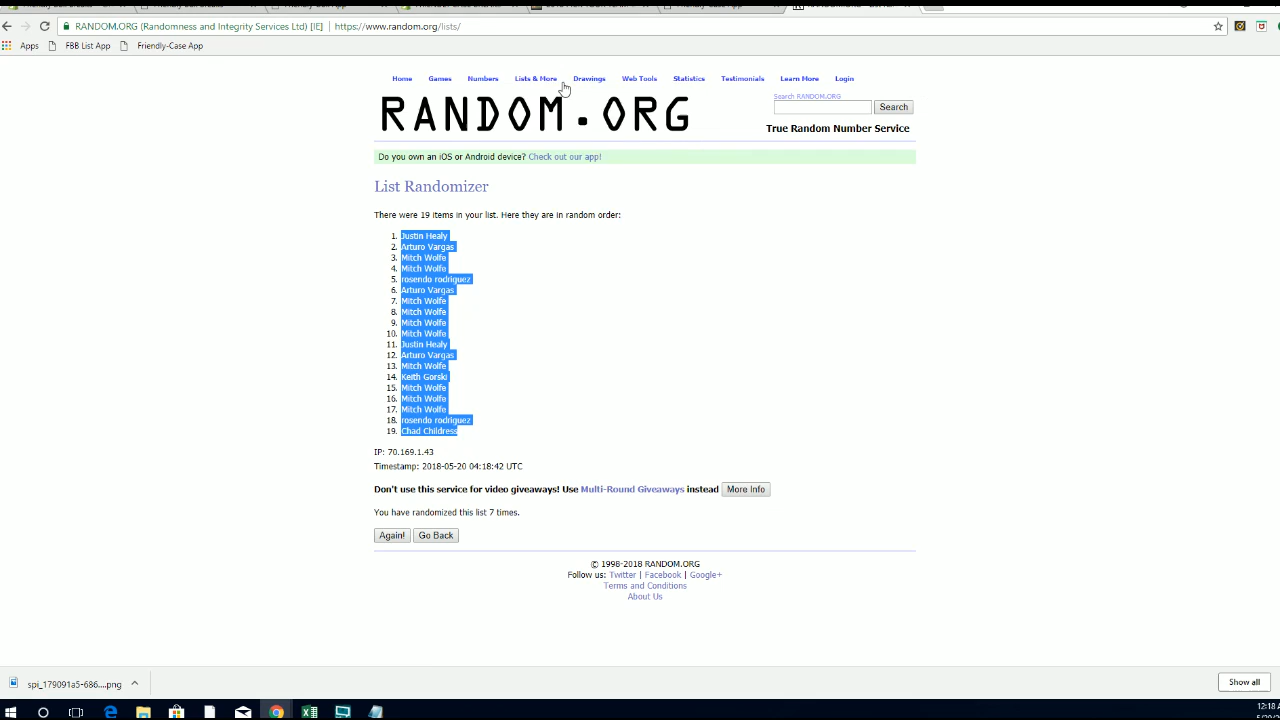 RANDOM.ORG (Randomness and Integrity Services Ltd) [IE] | https://www.random.org/lists/
Apps FBB List App Friendly-Case App
Home Games Numbers Lists & More Drawings Web Tools Statistics Testimonials Learn More Login
RANDOM.ORG
Search RANDOM.ORG
Search
True Random Number Service
Do you own an iOS or Android device? Check out our app!
List Randomizer
There were 19 items in your list. Here they are in random order:
1. Justin Healy
2. Arturo Vargas
3. Mitch Wolfe
4. Mitch Wolfe
5. rosendo rodriguez
6. Arturo Vargas
7. Mitch Wolfe
8. Mitch Wolfe
9. Mitch Wolfe
10. Mitch Wolfe
11. Justin Healy
12. Arturo Vargas
13. Mitch Wolfe
14. Keith Gorski
15. Mitch Wolfe
16. Mitch Wolfe
17. Mitch Wolfe
18. rosendo rodriguez
19. Chad Childress
IP: 70.169.1.43
Timestamp: 2018-05-20 04:18:42 UTC
Don't use this service for video giveaways! Use Multi-Round Giveaways instead More Info
You have randomized this list 7 times.
Again! Go Back
© 1998-2018 RANDOM.ORG
Follow us: Twitter | Facebook | Google+
Terms and Conditions
About Us
spi_179091a5-686....png
Show all
12:18